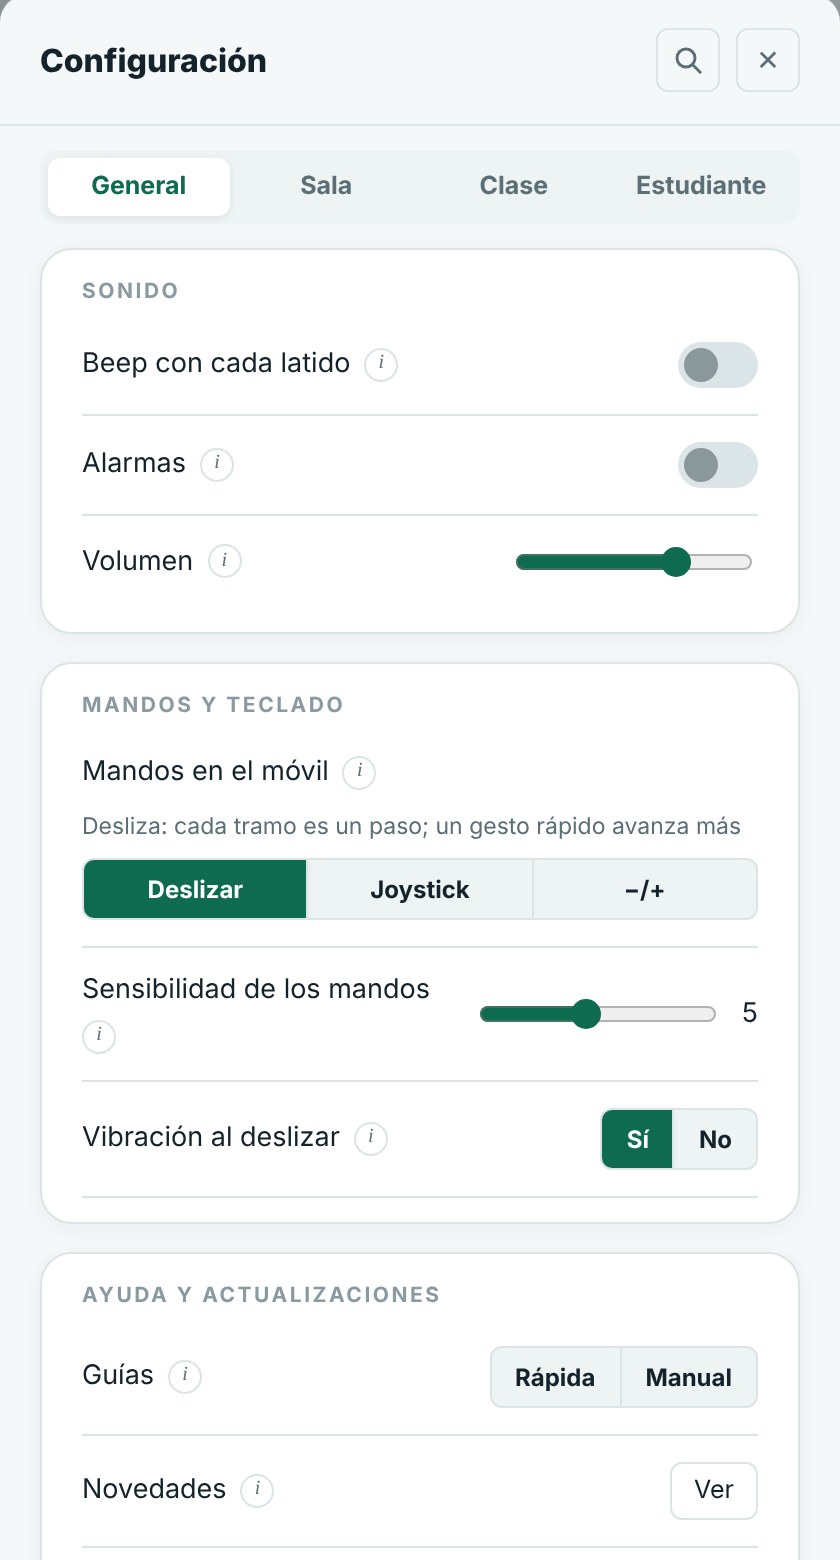 Configuración
General Sala Clase Estudiante
SONIDO
Beep con cada latido i
Alarmas i
Volumen i
MANDOS Y TECLADO
Mandos en el móvil i
Desliza: cada tramo es un paso; un gesto rápido avanza más
Deslizar Joystick −/+
Sensibilidad de los mandos
i
5
Vibración al deslizar i Sí No
AYUDA Y ACTUALIZACIONES
Guías i Rápida Manual
Novedades i Ver